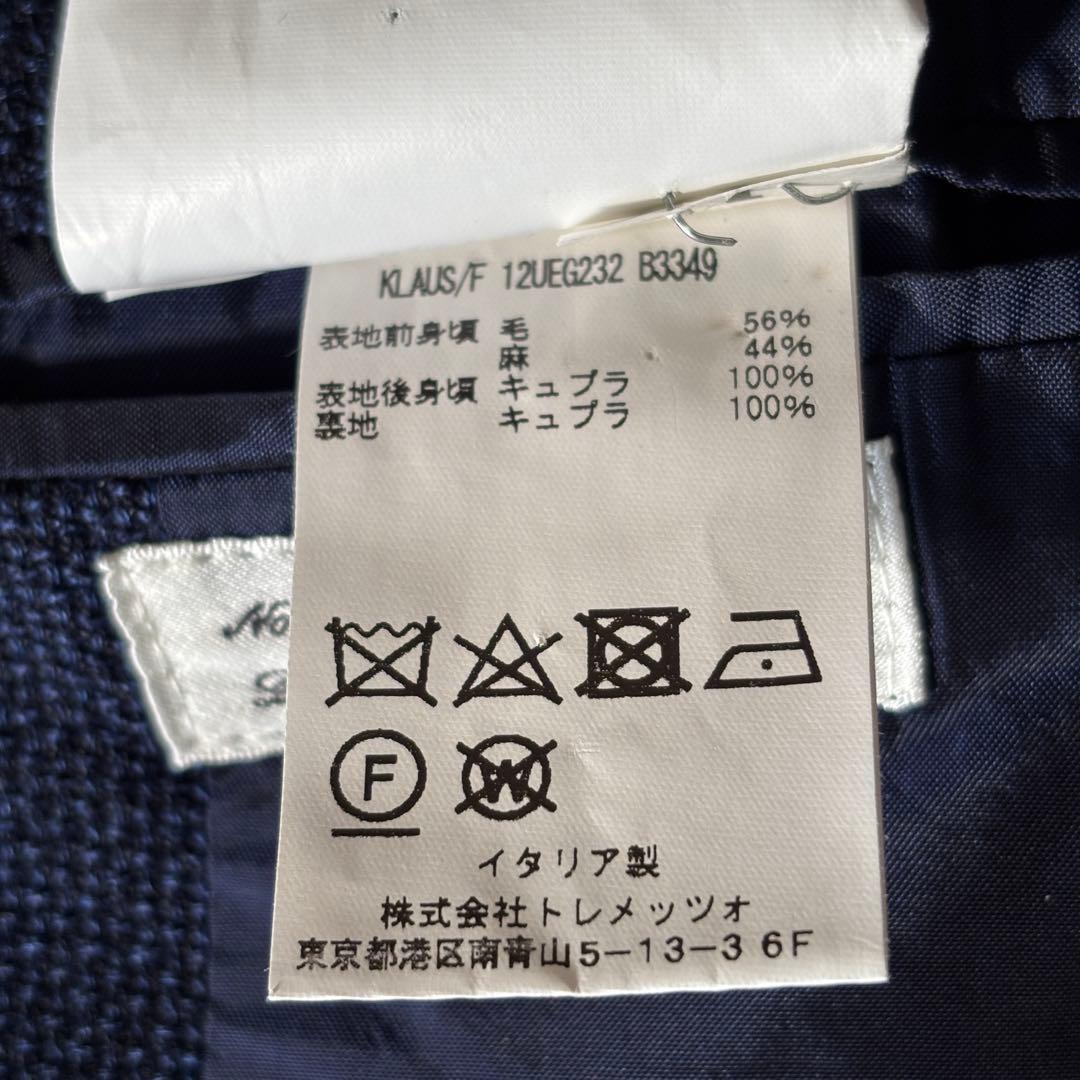 KLAUS/F 12UEG232 B3349
表地前身頃 毛 56%
麻 44%
表地後身頃 キュプラ 100%
裏地 キュプラ 100%
F
W
イタリア製
株式会社トレメッツオ
東京都港区南青山5-13-3 6F
No